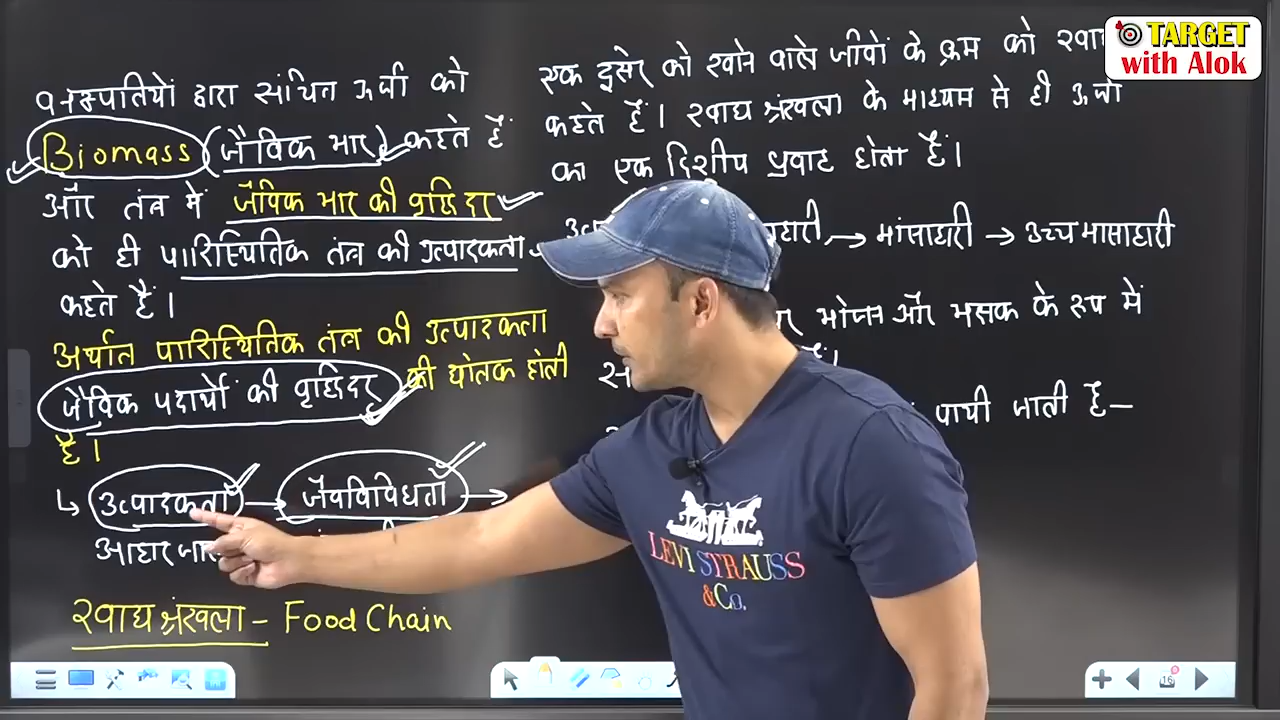 वनस्पतियों द्वारा संचित ऊर्जा को
Biomass (जैविक भार) कहते हैं
और तंत्र में जैविक भार की वृद्धि दर
को ही पारिस्थितिक तंत्र की उत्पादकता
कहते हैं।
अर्थात पारिस्थितिक तंत्र की उत्पादकता
जैविक पदार्थों की वृद्धि दर की द्योतक होती
है।
↳ उत्पादकता → जैवविविधता →
आहार
खाद्य श्रंखला - Food Chain
एक दूसरे को खाने वाले जीवों के क्रम को
कहते हैं। खाद्य श्रंखला के माध्यम से ही ऊर्जा
का एक दिशीय प्रवाह होता है।
→ मांसाहारी → उच्च मासाहारी
भोजन और भक्षक के रूप में
पायी जाती है–
TARGET
with Alok
LEVI STRAUSS
& Co.
16